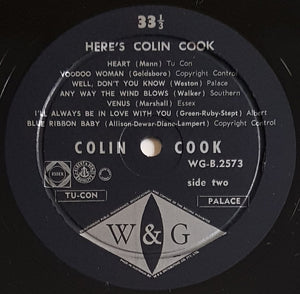 33⅓
HERE'S COLIN COOK
HEART (Mann) Tu Con
VOODOO WOMAN (Goldsboro) Copyright Control
WELL, DON'T YOU KNOW (Weston) Palace
ANY WAY THE WIND BLOWS (Walker) Southern
VENUS (Marshall) Essex
I'LL ALWAYS BE IN LOVE WITH YOU (Green-Ruby-Stept) Albert
BLUE RIBBON BABY (Allison-Dawar-Diano-Lampert) Copyright Control
COLIN COOK
WG-B.2573
side two
ESSEX
TU-CON
PALACE
W & G